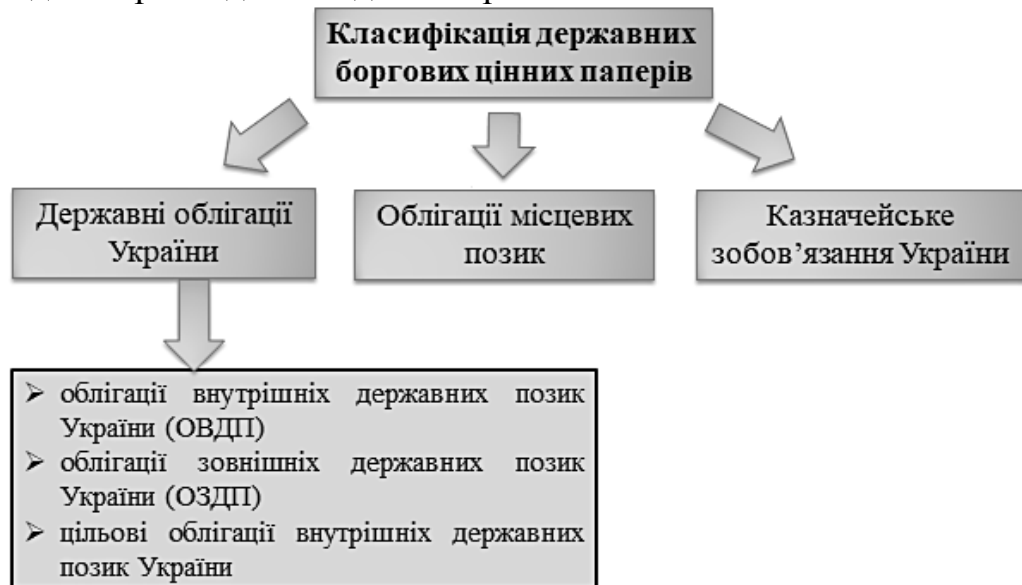 Класифікація державних
боргових цінних паперів
Державні облігації
України
Облігації місцевих
позик
Казначейське
зобов’язання України
➢ облігації внутрішніх державних позик
України (ОВДП)
➢ облігації зовнішніх державних позик
України (ОЗДП)
➢ цільові облігації внутрішніх державних
позик України